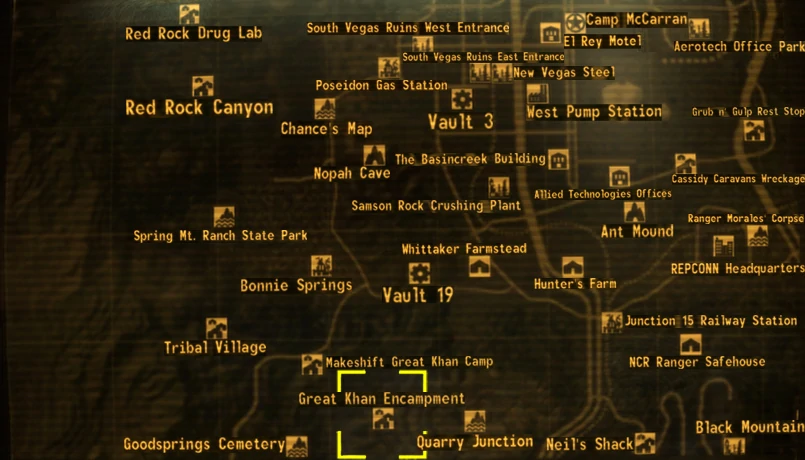 South Vegas Ruins West Entrance
Camp McCarran
Red Rock Drug Lab
El Rey Motel
Aerotech Office Park
South Vegas Ruins East Entrance
New Vegas Steel
Poseidon Gas Station
Red Rock Canyon
West Pump Station
Grub n' Gulp Rest Stop
Vault 3
Chance's Map
The Basincreek Building
Nopah Cave
Cassidy Caravans Wreckage
Allied Technologies Offices
Samson Rock Crushing Plant
Ranger Morales' Corpse
Ant Mound
Spring Mt. Ranch State Park
Whittaker Farmstead
REPCONN Headquarters
Bonnie Springs
Hunter's Farm
Vault 19
Junction 15 Railway Station
Tribal Village
Makeshift Great Khan Camp
NCR Ranger Safehouse
Great Khan Encampment
Black Mountain
Goodsprings Cemetery
Quarry Junction
Neil's Shack